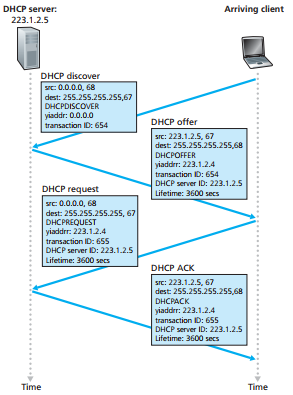 DHCP server:
223.1.2.5
Arriving client
DHCP discover
src: 0.0.0.0, 68
dest: 255.255.255.255,67
DHCPDISCOVER
yiaddr: 0.0.0.0
transaction ID: 654
DHCP offer
src: 223.1.2.5, 67
dest: 255.255.255.255,68
DHCPOFFER
yiaddrr: 223.1.2.4
transaction ID: 654
DHCP server ID: 223.1.2.5
Lifetime: 3600 secs
DHCP request
src: 0.0.0.0, 68
dest: 255.255.255.255, 67
DHCPREQUEST
yiaddrr: 223.1.2.4
transaction ID: 655
DHCP server ID: 223.1.2.5
Lifetime: 3600 secs
DHCP ACK
src: 223.1.2.5, 67
dest: 255.255.255.255,68
DHCPACK
yiaddrr: 223.1.2.4
transaction ID: 655
DHCP server ID: 223.1.2.5
Lifetime: 3600 secs
Time
Time